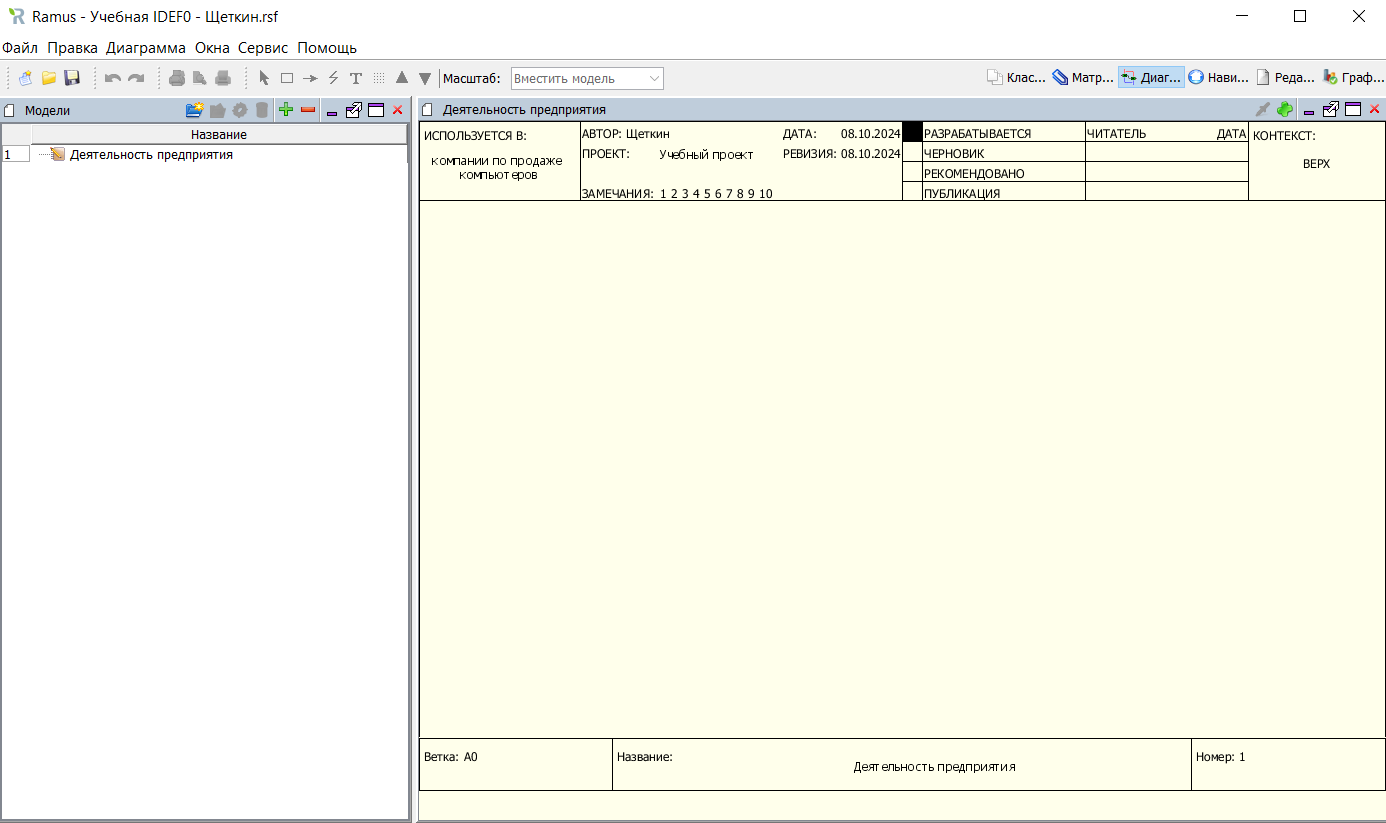 Ramus - Учебная IDEF0 - Щеткин.rsf
Файл Правка Диаграмма Окна Сервис Помощь
Масштаб: Вместить модель Клас... Матр... Диаг... Нави... Реда... Граф...
Модели
Название
1 Деятельность предприятия
Деятельность предприятия
ИСПОЛЬЗУЕТСЯ В:
компании по продаже
компьютеров
АВТОР: Щеткин ДАТА: 08.10.2024
ПРОЕКТ: Учебный проект РЕВИЗИЯ: 08.10.2024
ЗАМЕЧАНИЯ: 1 2 3 4 5 6 7 8 9 10
РАЗРАБАТЫВАЕТСЯ
ЧЕРНОВИК
РЕКОМЕНДОВАНО
ПУБЛИКАЦИЯ
ЧИТАТЕЛЬ ДАТА
КОНТЕКСТ:
ВЕРХ
Ветка: A0
Название:
Деятельность предприятия
Номер: 1